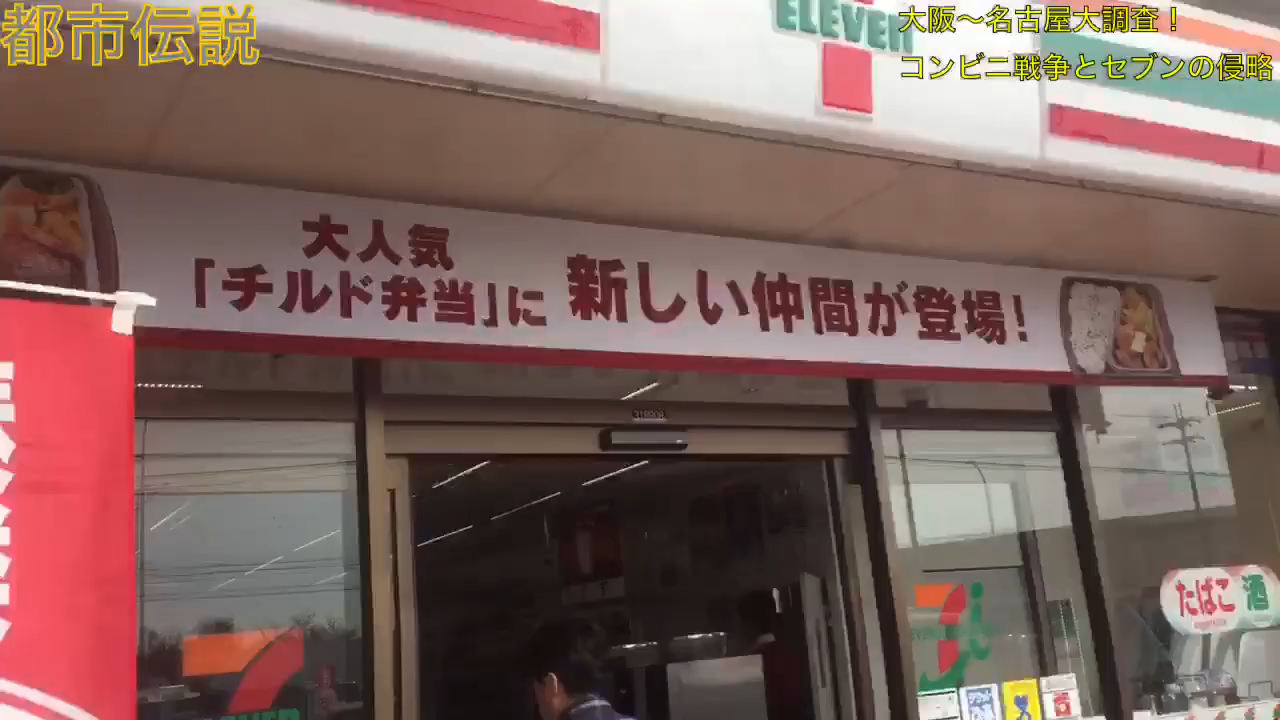 都市伝説
大阪～名古屋大調査！
コンビニ戦争とセブンの侵略
ELEVEN
大人気
「チルド弁当」に 新しい仲間が登場！
たばこ 酒